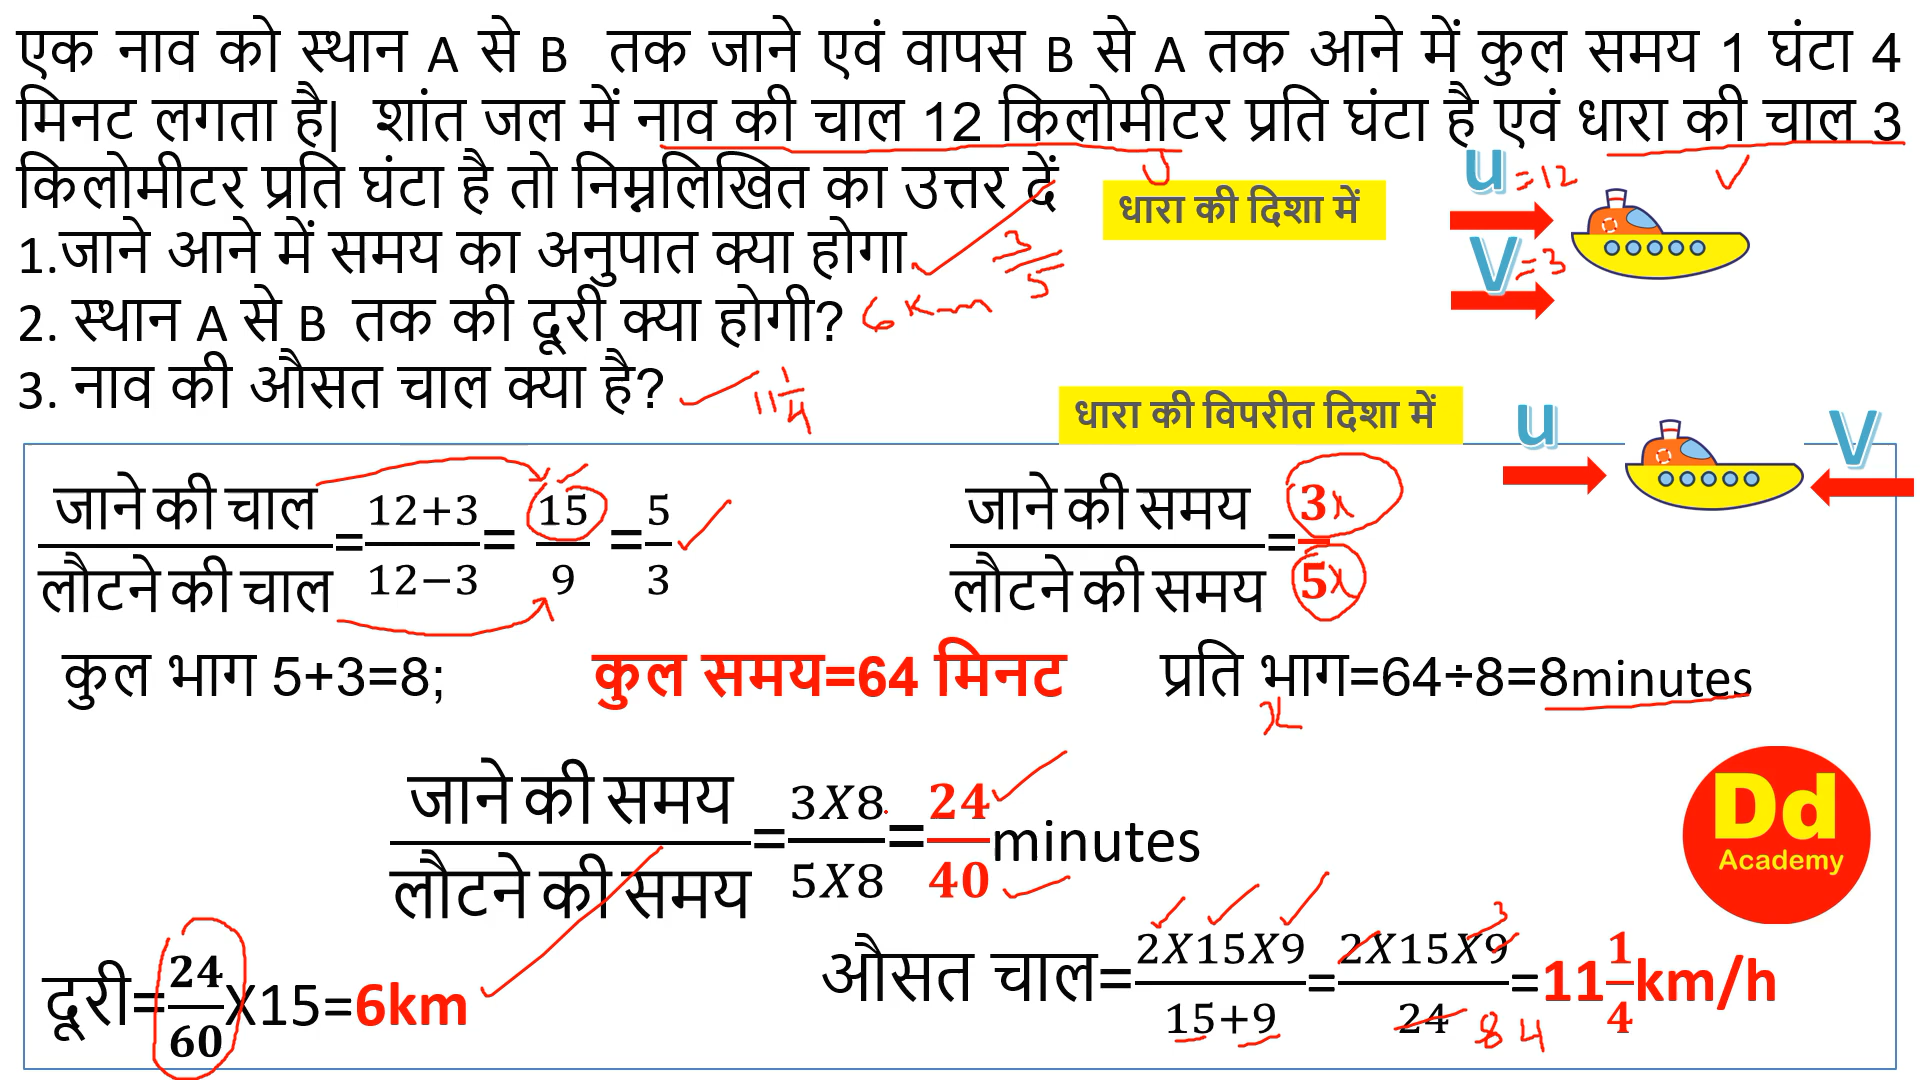 एक नाव को स्थान A से B तक जाने एवं वापस B से A तक आने में कुल समय 1 घंटा 4
मिनट लगता है| शांत जल में नाव की चाल 12 किलोमीटर प्रति घंटा है एवं धारा की चाल 3
किलोमीटर प्रति घंटा है तो निम्नलिखित का उत्तर दें
u =12
धारा की दिशा में
1.जाने आने में समय का अनुपात क्या होगा 3/5
V =3
2. स्थान A से B तक की दूरी क्या होगी? 6 Km
3. नाव की औसत चाल क्या है? 11 1/4
धारा की विपरीत दिशा में
u V
जाने की चाल/लौटने की चाल = 12+3/12−3 = 15/9 = 5/3
जाने की समय/लौटने की समय = 3x/5x
कुल भाग 5+3=8; कुल समय=64 मिनट प्रति भाग=64÷8=8minutes
x
जाने की समय/लौटने की समय = 3X8/5X8 = 24/40 minutes
Dd
Academy
दूरी=24/60X15=6km
औसत चाल=2X15X9/15+9=2X15X9/24=11 1/4km/h
3
8 4